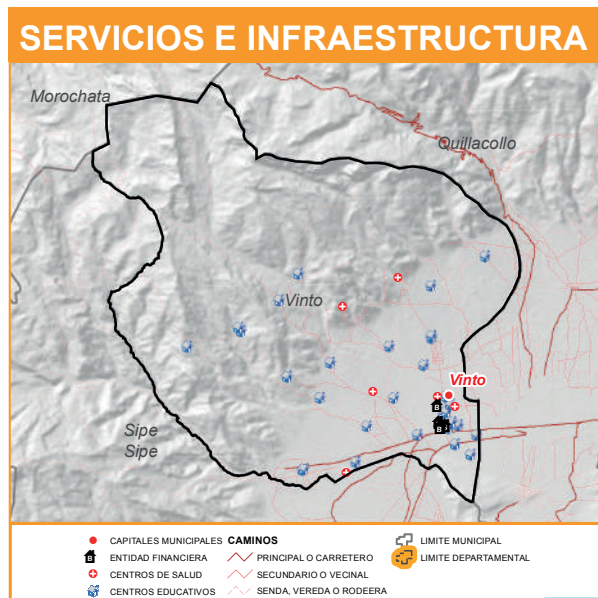 SERVICIOS E INFRAESTRUCTURA
Morochata
Quillacollo
Vinto
Vinto
Sipe
Sipe
B
B
CAPITALES MUNICIPALES
B ENTIDAD FINANCIERA
CENTROS DE SALUD
CENTROS EDUCATIVOS
CAMINOS
PRINCIPAL O CARRETERO
SECUNDARIO O VECINAL
SENDA, VEREDA O RODEERA
LIMITE MUNICIPAL
LIMITE DEPARTAMENTAL